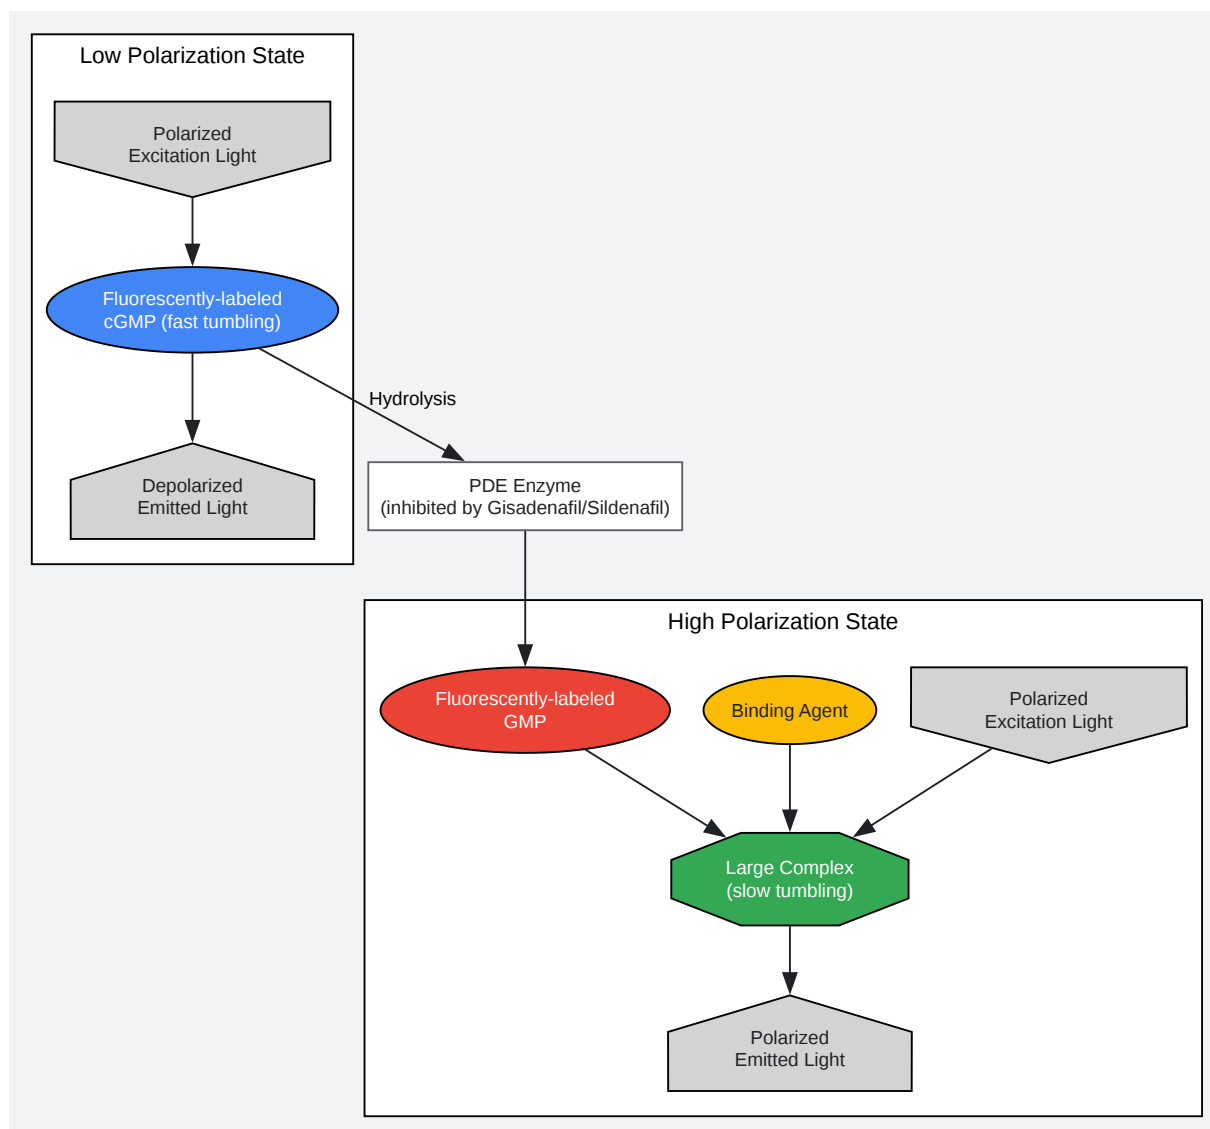 Low Polarization State
Polarized
Excitation Light
Fluorescently-labeled
cGMP (fast tumbling)
Hydrolysis
Depolarized
Emitted Light
PDE Enzyme
(inhibited by Gisadenafil/Sildenafil)
High Polarization State
Fluorescently-labeled
GMP
Binding Agent
Polarized
Excitation Light
Large Complex
(slow tumbling)
Polarized
Emitted Light